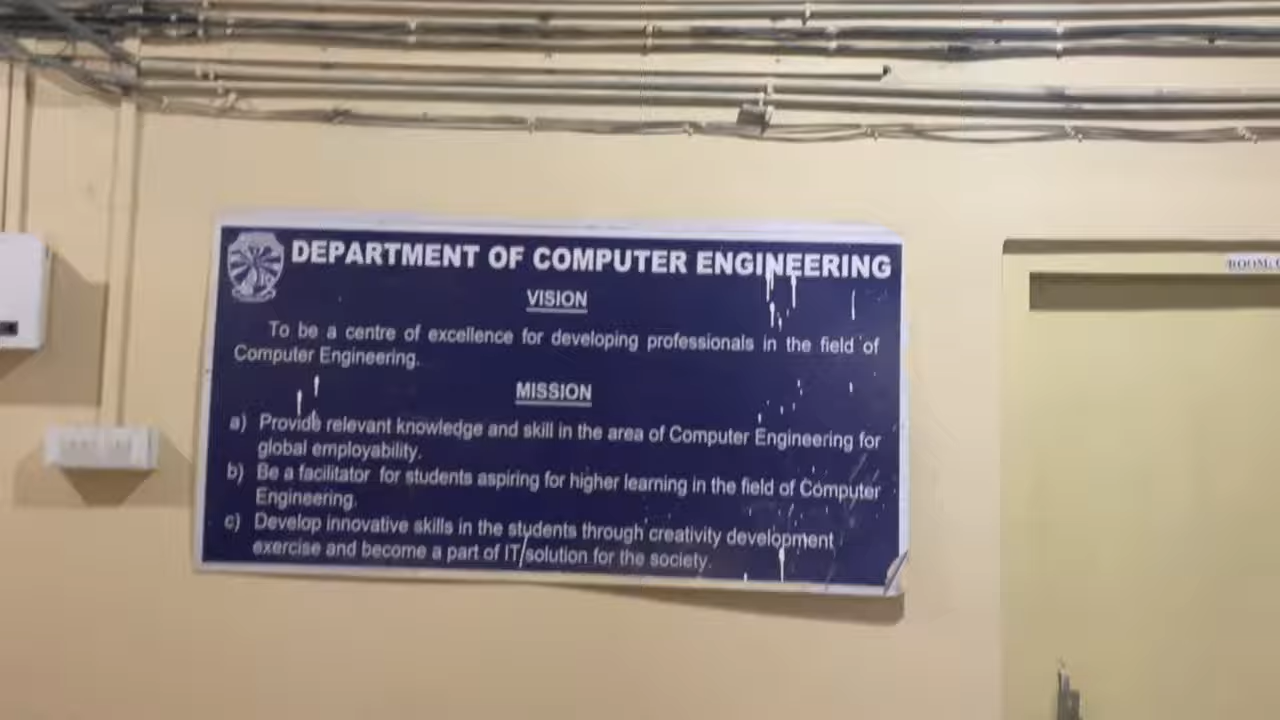 DEPARTMENT OF COMPUTER ENGINEERING
VISION
To be a centre of excellence for developing professionals in the field of
Computer Engineering.
MISSION
a) Provide relevant knowledge and skill in the area of Computer Engineering for
global employability.
b) Be a facilitator for students aspiring for higher learning in the field of Computer
Engineering.
c) Develop innovative skills in the students through creativity development
exercise and become a part of IT solution for the society.
ROOM: